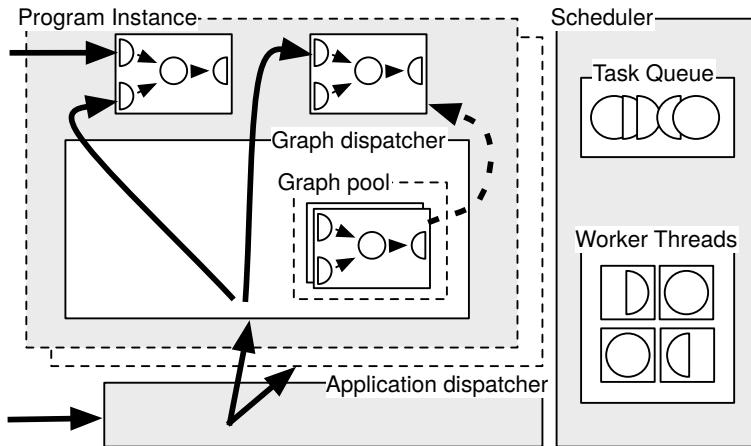 Program Instance
Scheduler
Task Queue
Graph dispatcher
Graph pool
Worker Threads
Application dispatcher